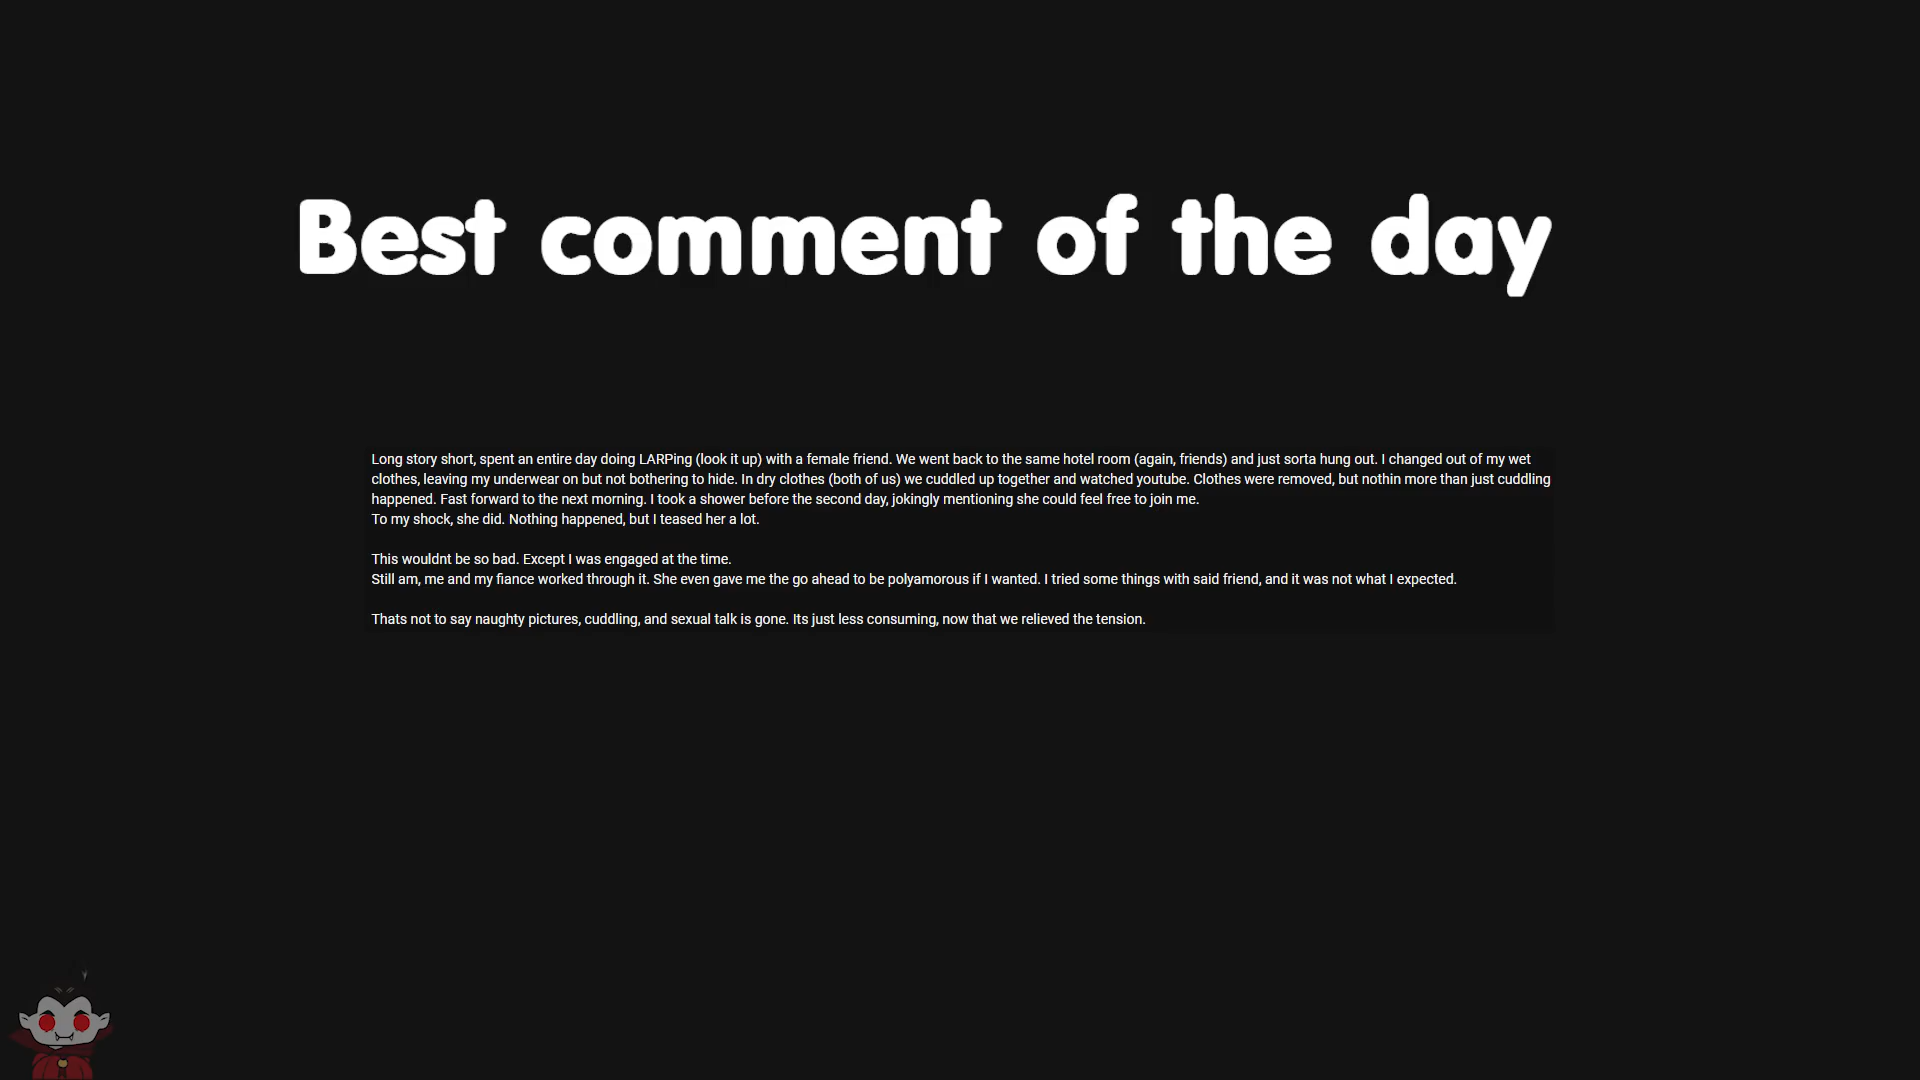 Best comment of the day
Long story short, spent an entire day doing LARPing (look it up) with a female friend. We went back to the same hotel room (again, friends) and just sorta hung out. I changed out of my wet
clothes, leaving my underwear on but not bothering to hide. In dry clothes (both of us) we cuddled up together and watched youtube. Clothes were removed, but nothin more than just cuddling
happened. Fast forward to the next morning. I took a shower before the second day, jokingly mentioning she could feel free to join me.
To my shock, she did. Nothing happened, but I teased her a lot.
This wouldnt be so bad. Except I was engaged at the time.
Still am, me and my fiance worked through it. She even gave me the go ahead to be polyamorous if I wanted. I tried some things with said friend, and it was not what I expected.
Thats not to say naughty pictures, cuddling, and sexual talk is gone. Its just less consuming, now that we relieved the tension.